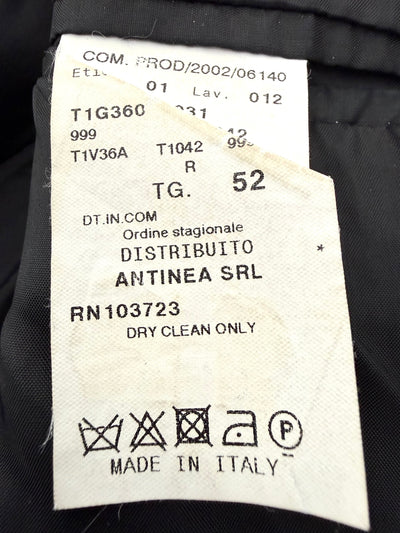 COM. PROD/2002/06140
01 Lav. 012
T1G360
999
T1V36A T1042
R
TG. 52
DT.IN.COM
Ordine stagionale
DISTRIBUITO *
ANTINEA SRL
RN103723
DRY CLEAN ONLY
P
MADE IN ITALY